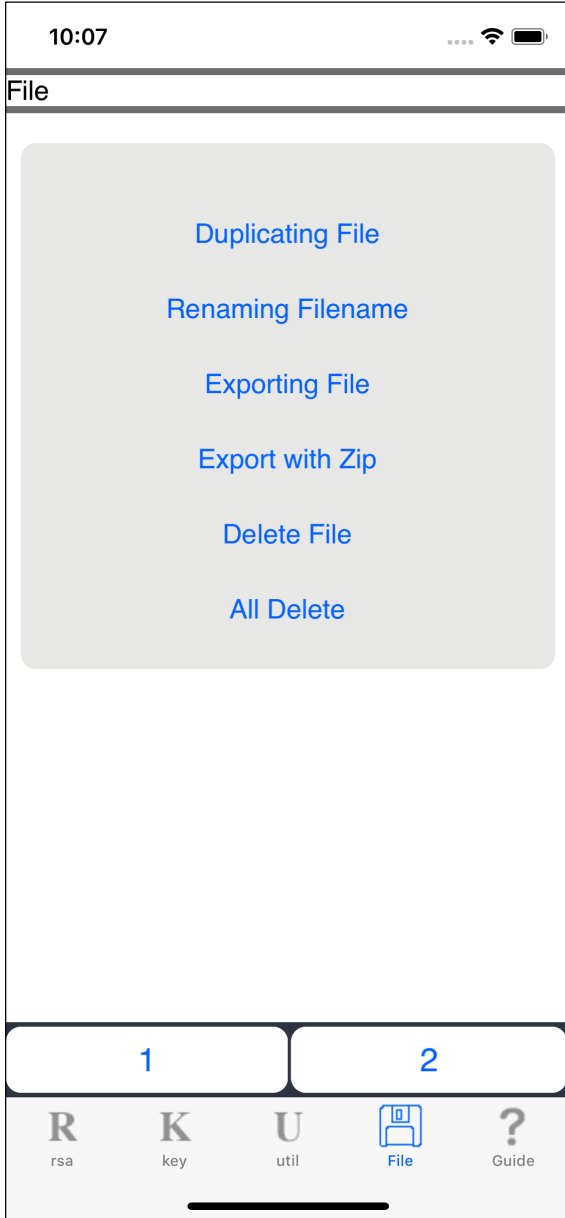 10:07
File
Duplicating File
Renaming Filename
Exporting File
Export with Zip
Delete File
All Delete
1 2
R K U ?
rsa key util File Guide